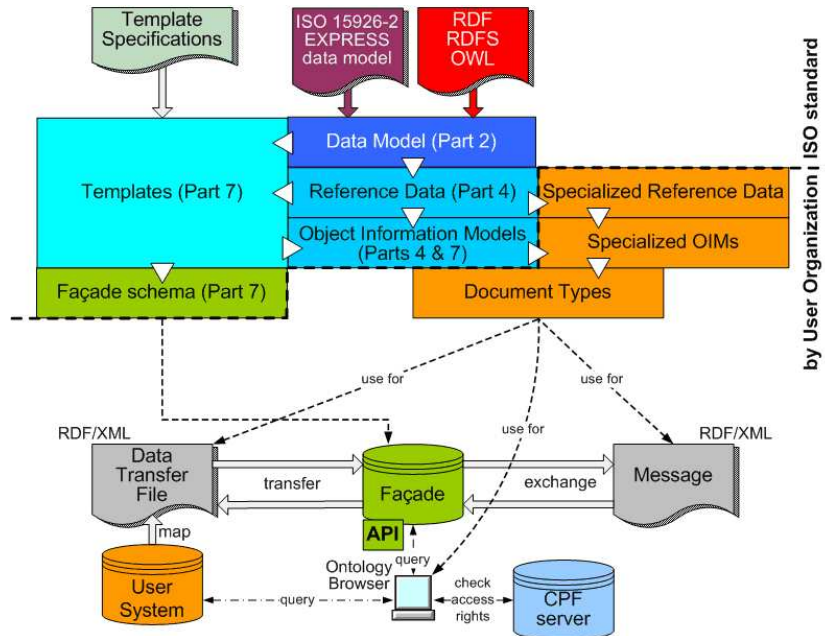 Template
Specifications
ISO 15926-2
EXPRESS
data model
RDF
RDFS
OWL
by User Organization | ISO standard
Data Model (Part 2)
Templates (Part 7)
Reference Data (Part 4)
Specialized Reference Data
Object Information Models
(Parts 4 & 7)
Specialized OIMs
Façade schema (Part 7)
Document Types
use for
use for
use for
RDF/XML
RDF/XML
Data
Transfer
File
transfer
Façade
exchange
Message
map
API
query
Ontology
Browser
User
System
query
check
access
rights
CPF
server